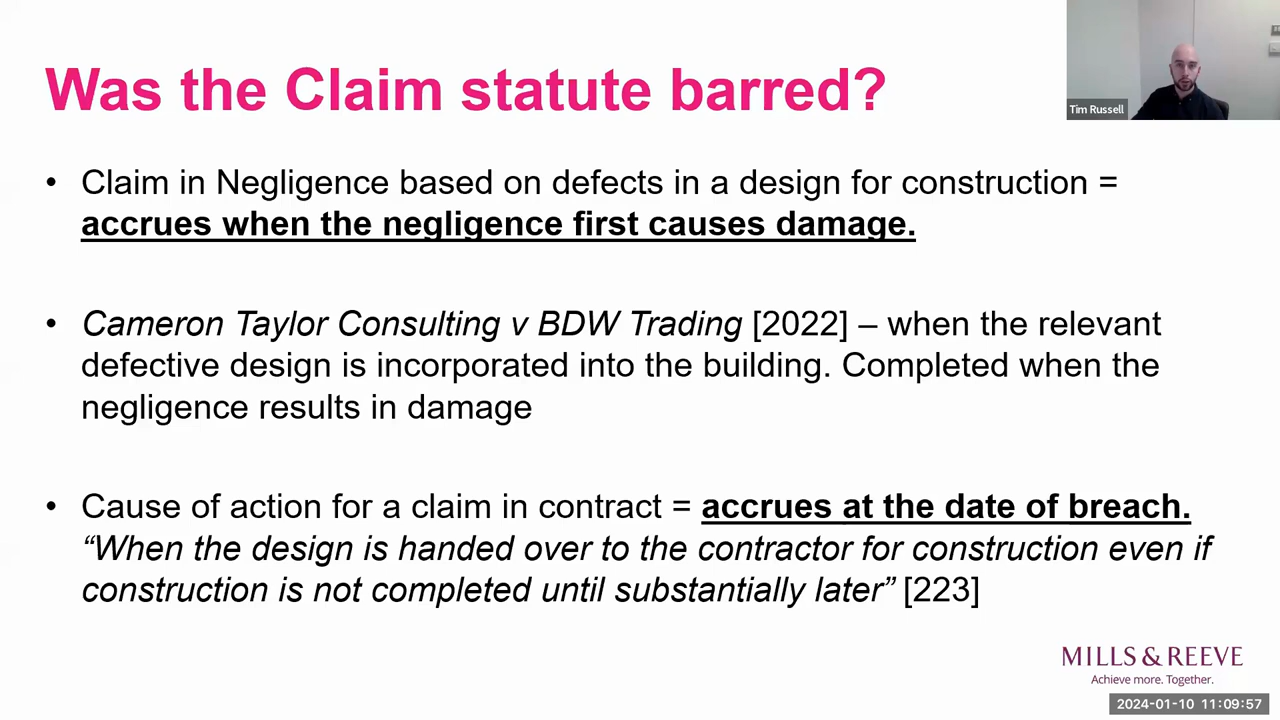 Was the Claim statute barred?
Tim Russell
• Claim in Negligence based on defects in a design for construction =
accrues when the negligence first causes damage.
• Cameron Taylor Consulting v BDW Trading [2022] – when the relevant
defective design is incorporated into the building. Completed when the
negligence results in damage
• Cause of action for a claim in contract = accrues at the date of breach.
“When the design is handed over to the contractor for construction even if
construction is not completed until substantially later” [223]
MILLS & REEVE
Achieve more. Together.
2024-01-10 11:09:57